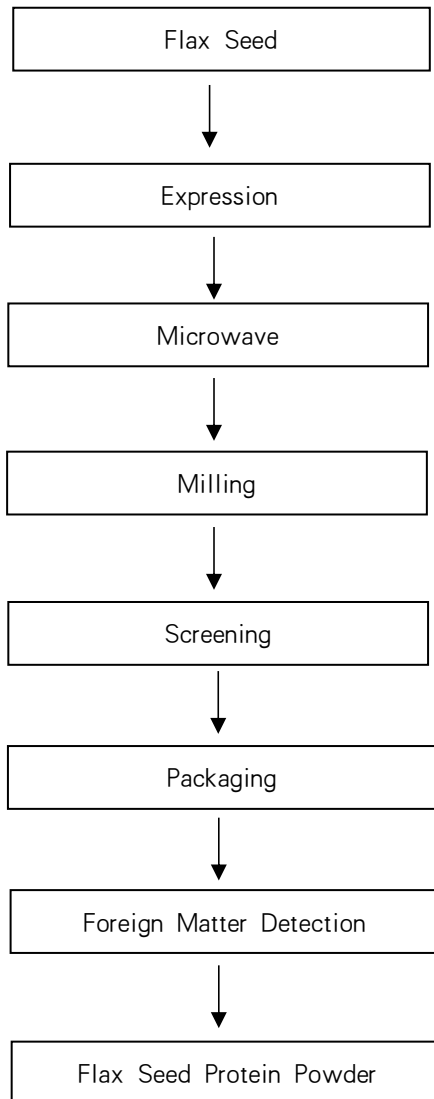 Flax Seed
Expression
Microwave
Milling
Screening
Packaging
Foreign Matter Detection
Flax Seed Protein Powder